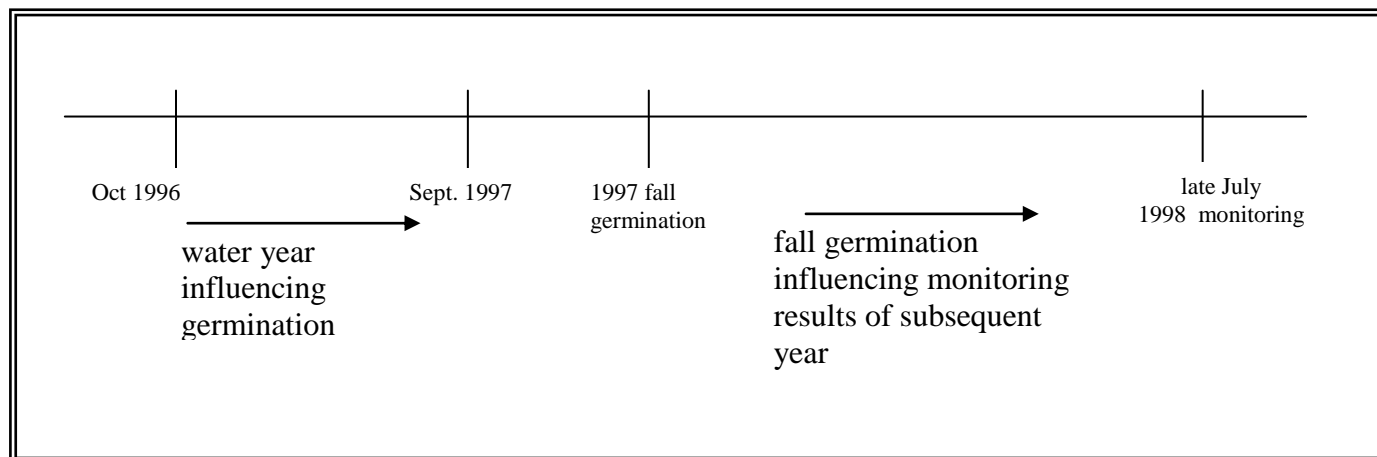 Oct 1996
Sept. 1997
1997 fall
germination
late July
1998 monitoring
water year
influencing
germination
fall germination
influencing monitoring
results of subsequent
year